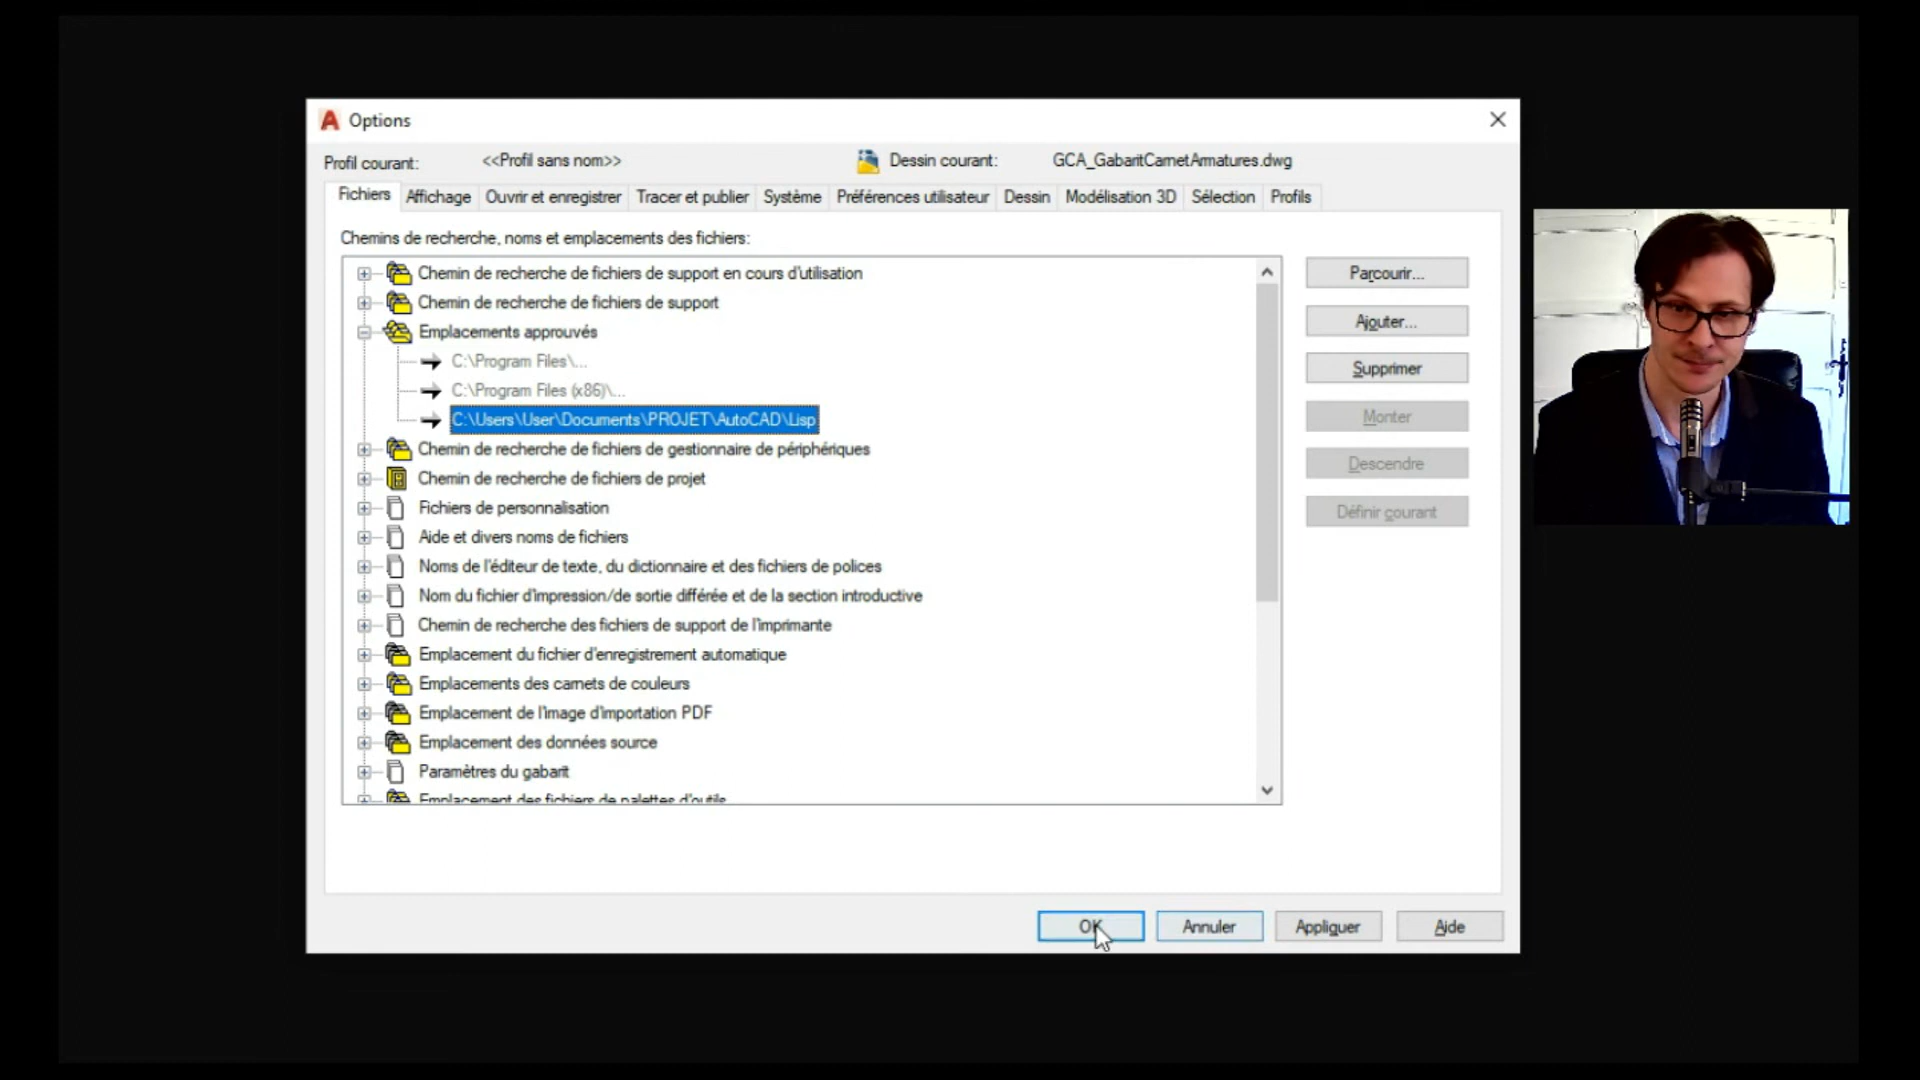 Options
Profil courant: <<Profil sans nom>> Dessin courant: GCA_GabaritCarnetArmatures.dwg
Fichiers Affichage Ouvrir et enregistrer Tracer et publier Système Préférences utilisateur Dessin Modélisation 3D Sélection Profils
Chemins de recherche, noms et emplacements des fichiers:
Chemin de recherche de fichiers de support en cours d'utilisation
Chemin de recherche de fichiers de support
Emplacements approuvés
C:\Program Files\...
C:\Program Files (x86)\...
C:\Users\User\Documents\PROJET\AutoCAD\Lisp
Chemin de recherche de fichiers de gestionnaire de périphériques
Chemin de recherche de fichiers de projet
Fichiers de personnalisation
Aide et divers noms de fichiers
Noms de l'éditeur de texte, du dictionnaire et des fichiers de polices
Nom du fichier d'impression/de sortie différée et de la section introductive
Chemin de recherche des fichiers de support de l'imprimante
Emplacement du fichier d'enregistrement automatique
Emplacements des carnets de couleurs
Emplacement de l'image d'importation PDF
Emplacement des données source
Paramètres du gabarit
Emplacement des fichiers de palettes d'outils
Parcourir...
Ajouter...
Supprimer
Monter
Descendre
Définir courant
OK Annuler Appliquer Aide